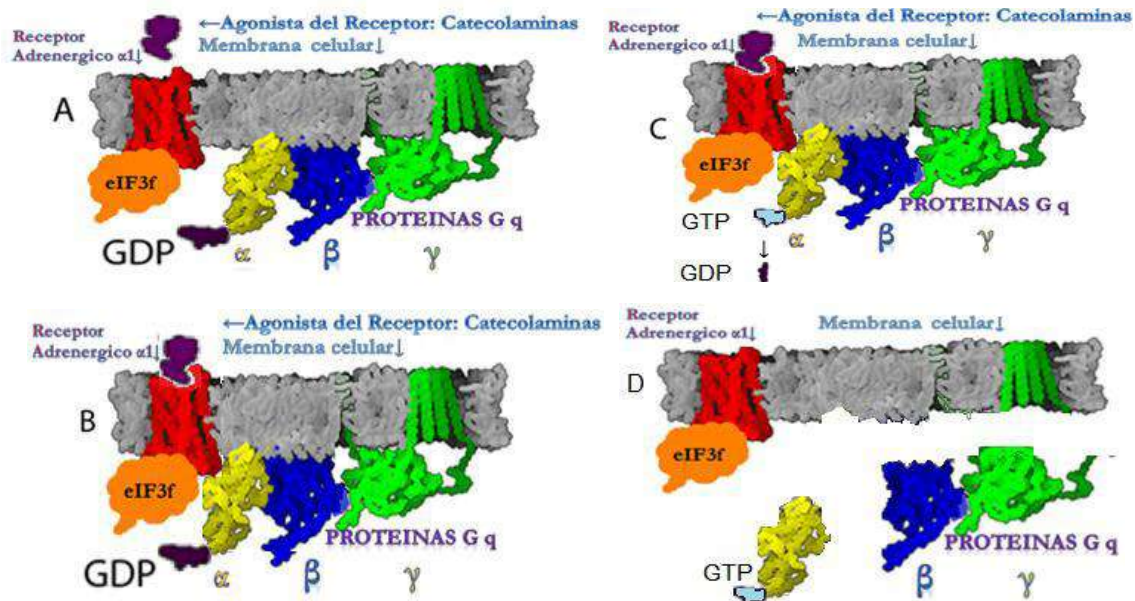 ←Agonista del Receptor: Catecolaminas
Receptor
Adrenergico α1↓
Membrana celular↓
A
eIF3f
PROTEINAS G q
GDP
α
β
γ
←Agonista del Receptor: Catecolaminas
Receptor
Adrenergico α1↓
Membrana celular↓
C
eIF3f
PROTEINAS G q
GTP
α
β
γ
↓
GDP
←Agonista del Receptor: Catecolaminas
Receptor
Adrenergico α1↓
Membrana celular↓
B
eIF3f
PROTEINAS G q
GDP
α
β
γ
Membrana celular↓
Receptor
Adrenergico α1↓
D
eIF3f
PROTEINAS G q
GTP
β
γ